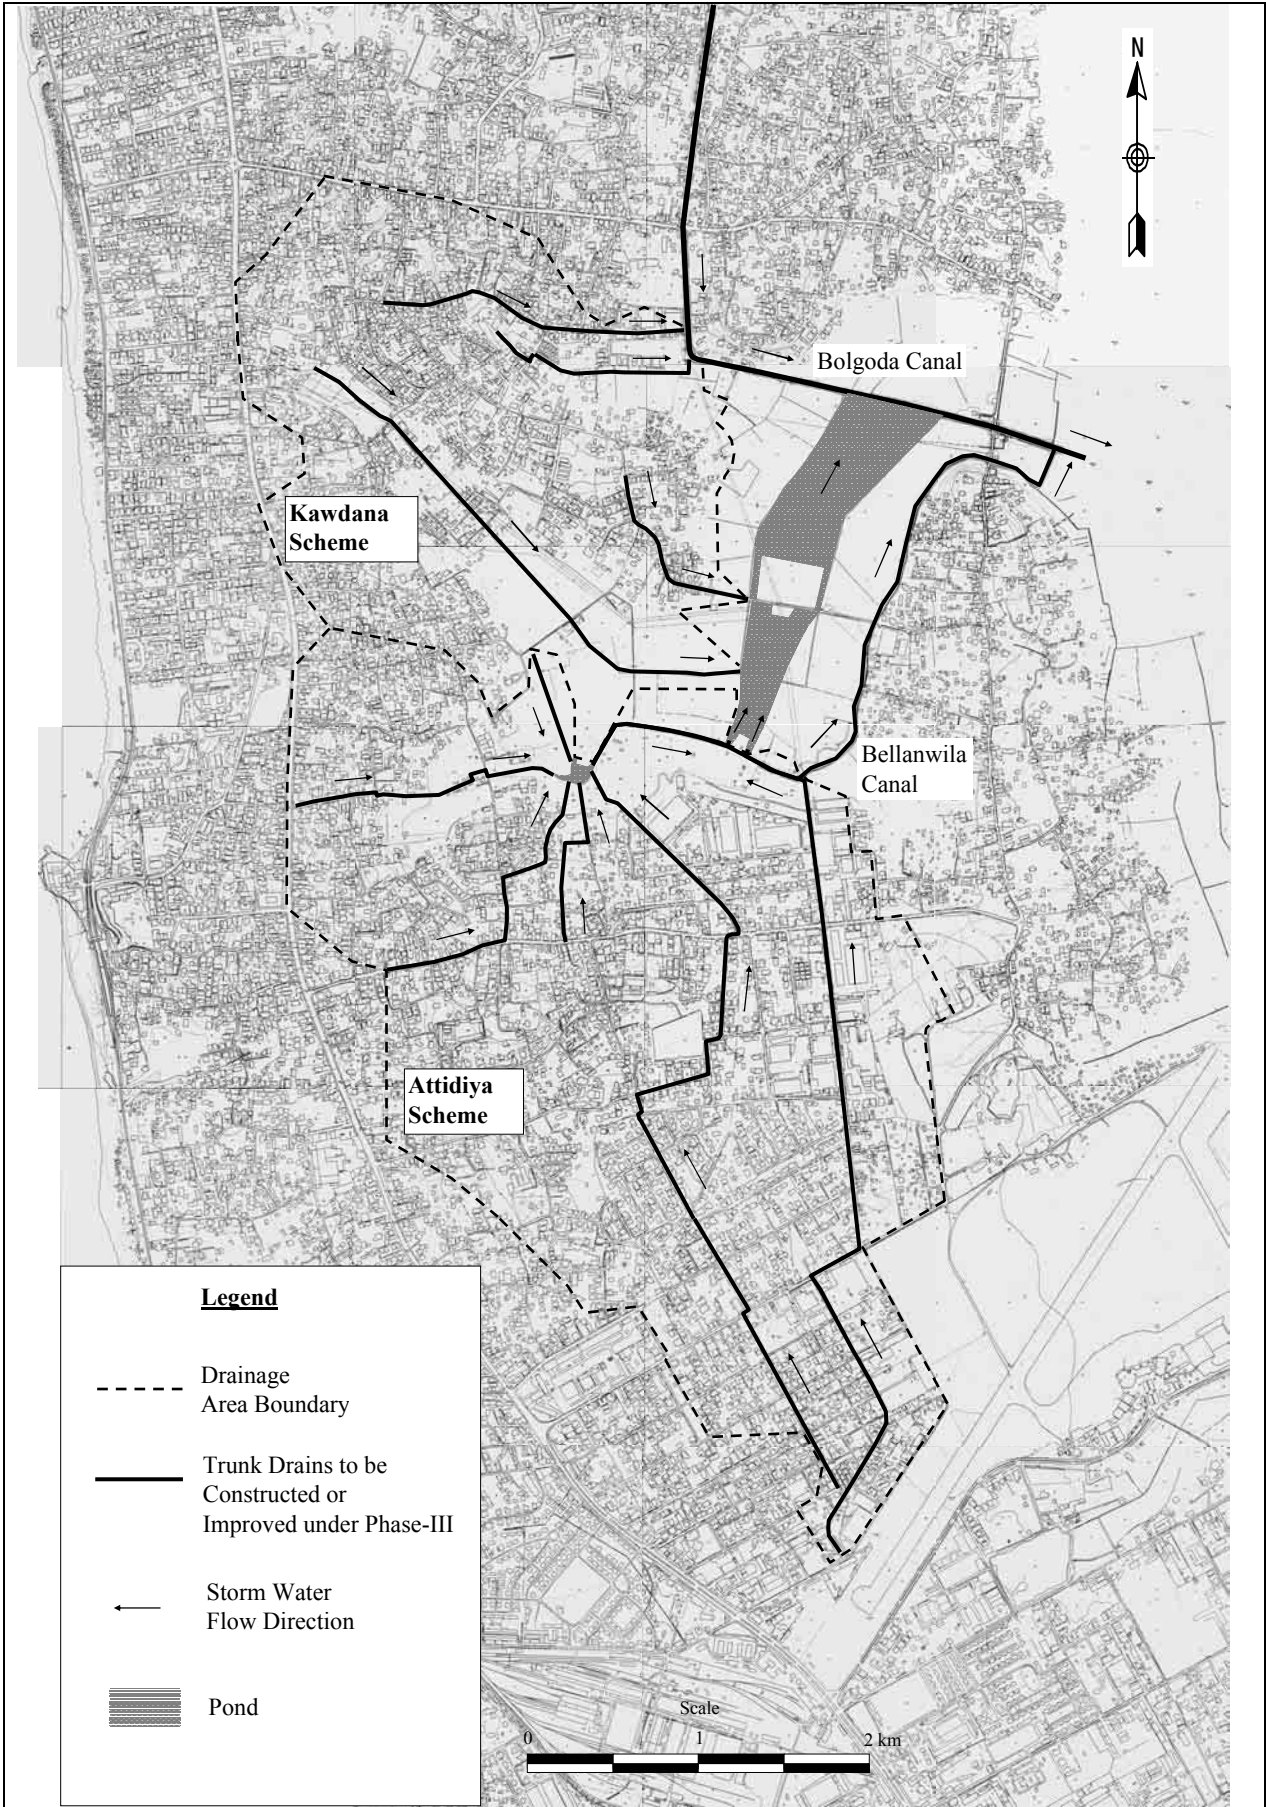 N
Bolgoda Canal
Kawdana
Scheme
Bellanwila
Canal
Attidiya
Scheme
Legend
Drainage
Area Boundary
Trunk Drains to be
Constructed or
Improved under Phase-III
Storm Water
Flow Direction
Pond
Scale
0 1 2 km